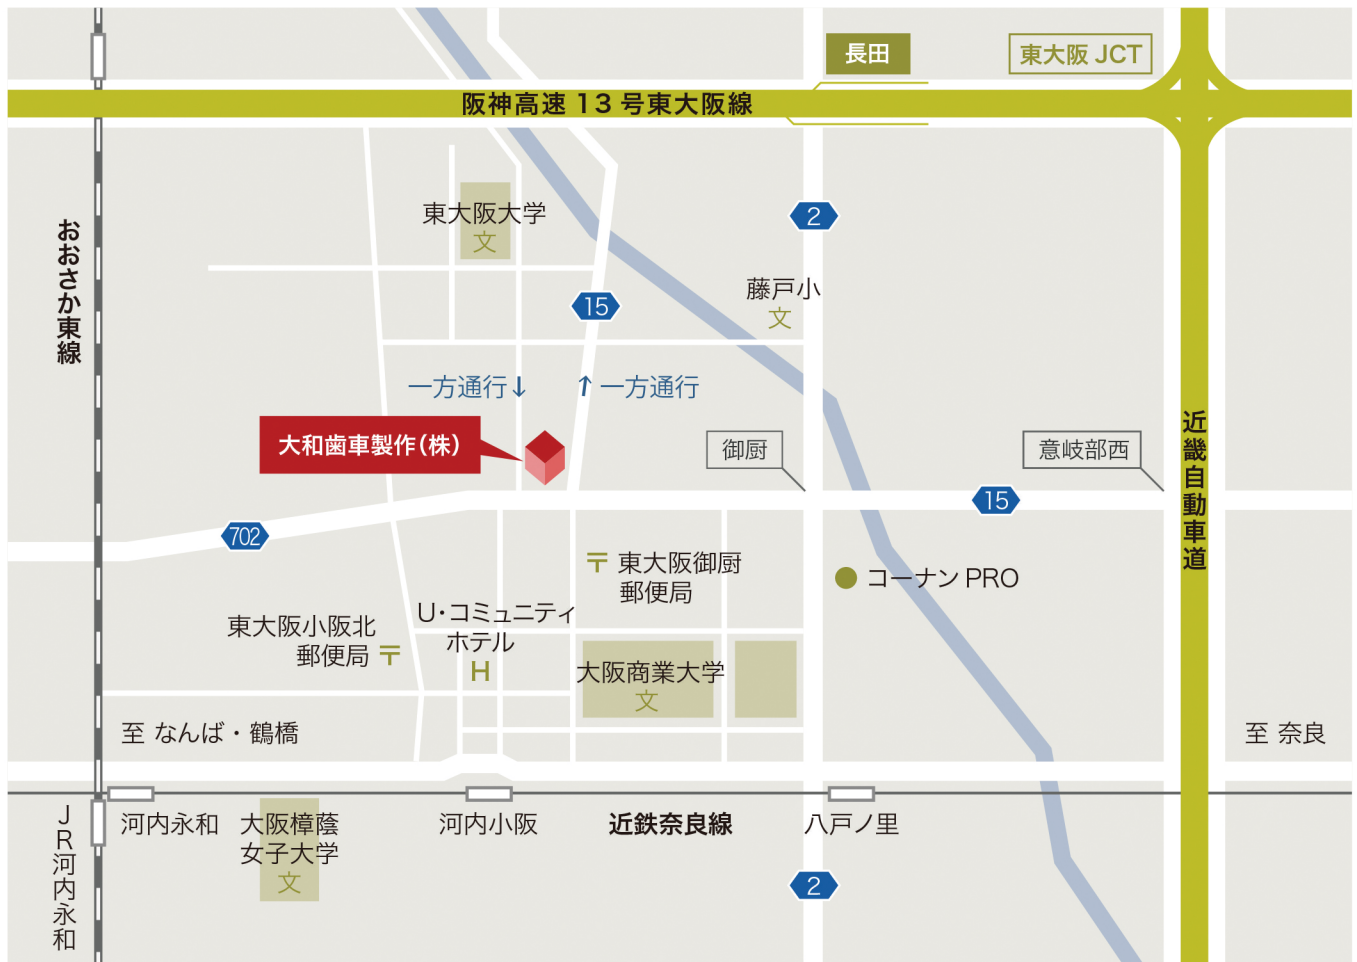 長田
東大阪 JCT
阪神高速 13 号東大阪線
おおさか東線
東大阪大学
文
2
15
藤戸小
文
一方通行↓
↑一方通行
大和歯車製作(株)
御厨
意岐部西
近畿自動車道
15
702
〒 東大阪御厨
郵便局
コーナン PRO
U・コミュニティ
ホテル
H
東大阪小阪北
郵便局 〒
大阪商業大学
文
至 なんば・鶴橋
至 奈良
JR河内永和
河内永和
大阪樟蔭
女子大学
文
河内小阪
近鉄奈良線
八戸ノ里
2